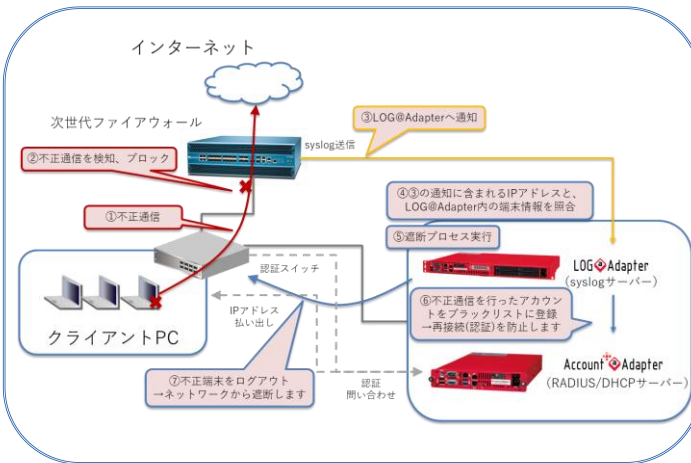 インターネット
次世代ファイアウォール
syslog送信
③LOG@Adapterへ通知
②不正通信を検知、ブロック
①不正通信
④③の通知に含まれるIPアドレスと、
LOG@Adapter内の端末情報を照合
⑤遮断プロセス実行
認証スイッチ
LOG@Adapter
(syslogサーバー)
クライアントPC
IPアドレス
払い出し
⑥不正通信を行ったアカウン
トをブラックリストに登録
→再接続(認証)を防止します
⑦不正端末をログアウト
→ネットワークから遮断します
認証
問い合わせ
Account@Adapter
(RADIUS/DHCPサーバー)